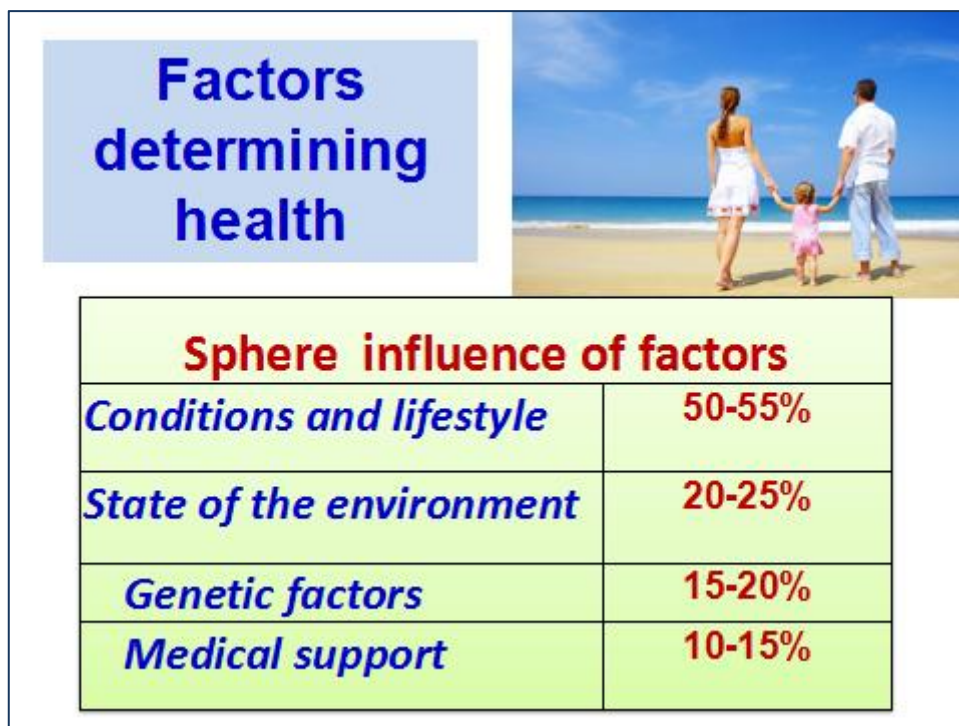 Factors
determining
health
Sphere influence of factors
Conditions and lifestyle 50-55%
State of the environment 20-25%
Genetic factors 15-20%
Medical support 10-15%